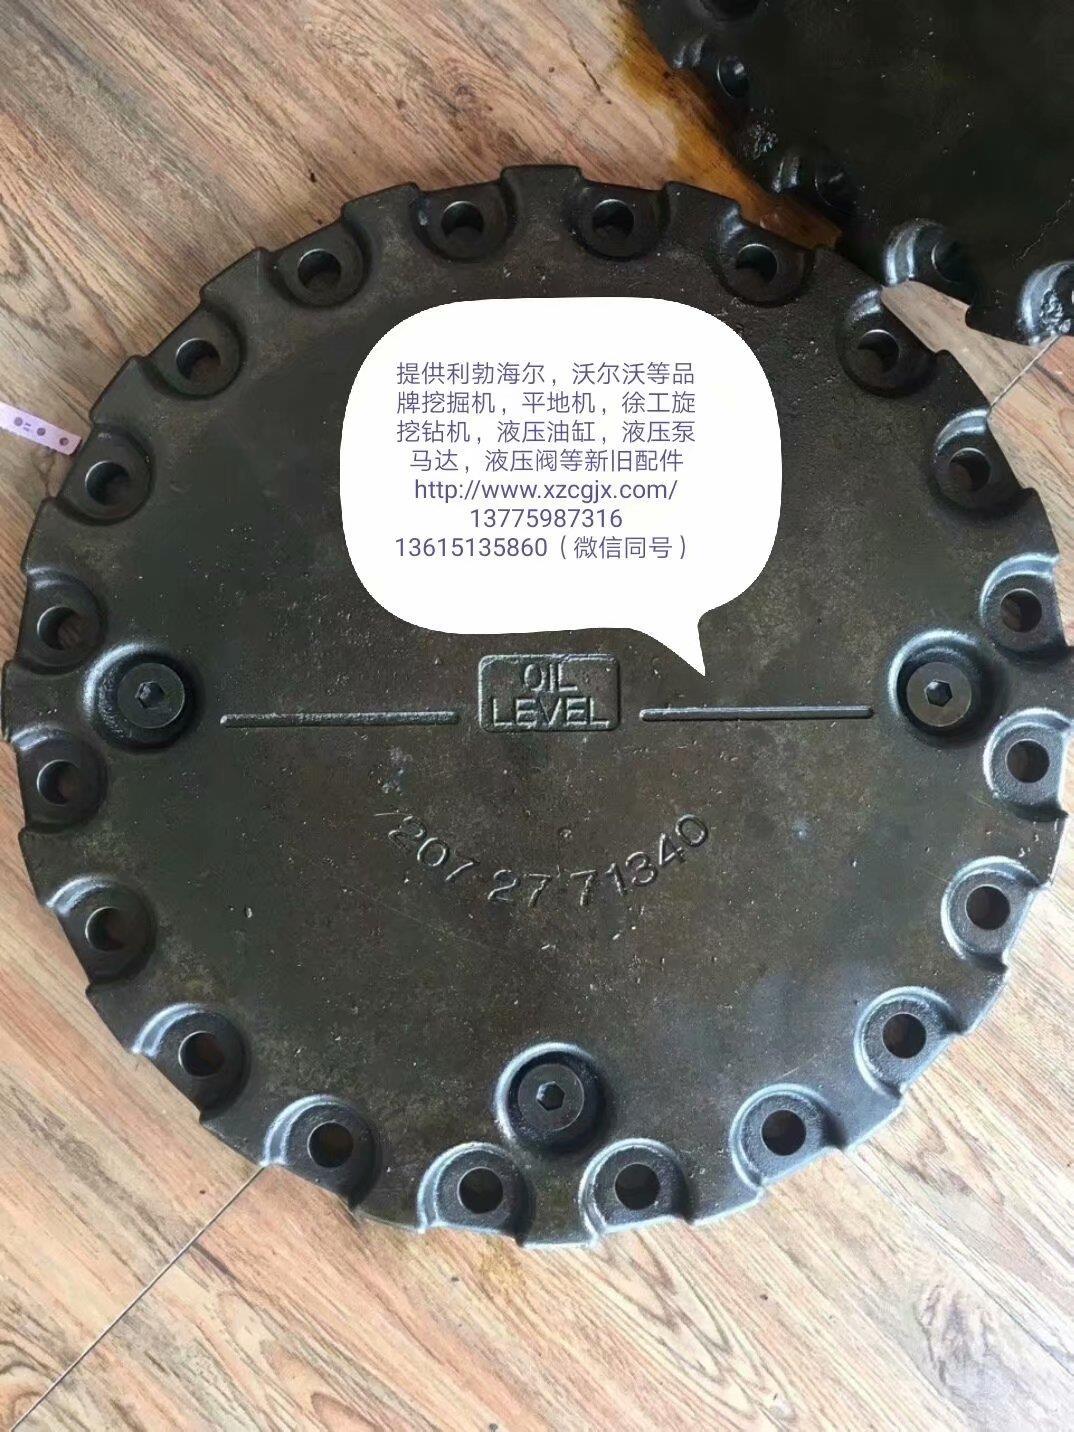 提供利勃海尔，沃尔沃等品
牌挖掘机，平地机，徐工旋
挖钻机，液压油缸，液压泵
马达，液压阀等新旧配件
http://www.xzcgjx.com/
13775987316
13615135860（微信同号）
OIL
LEVEL
207 27 71340